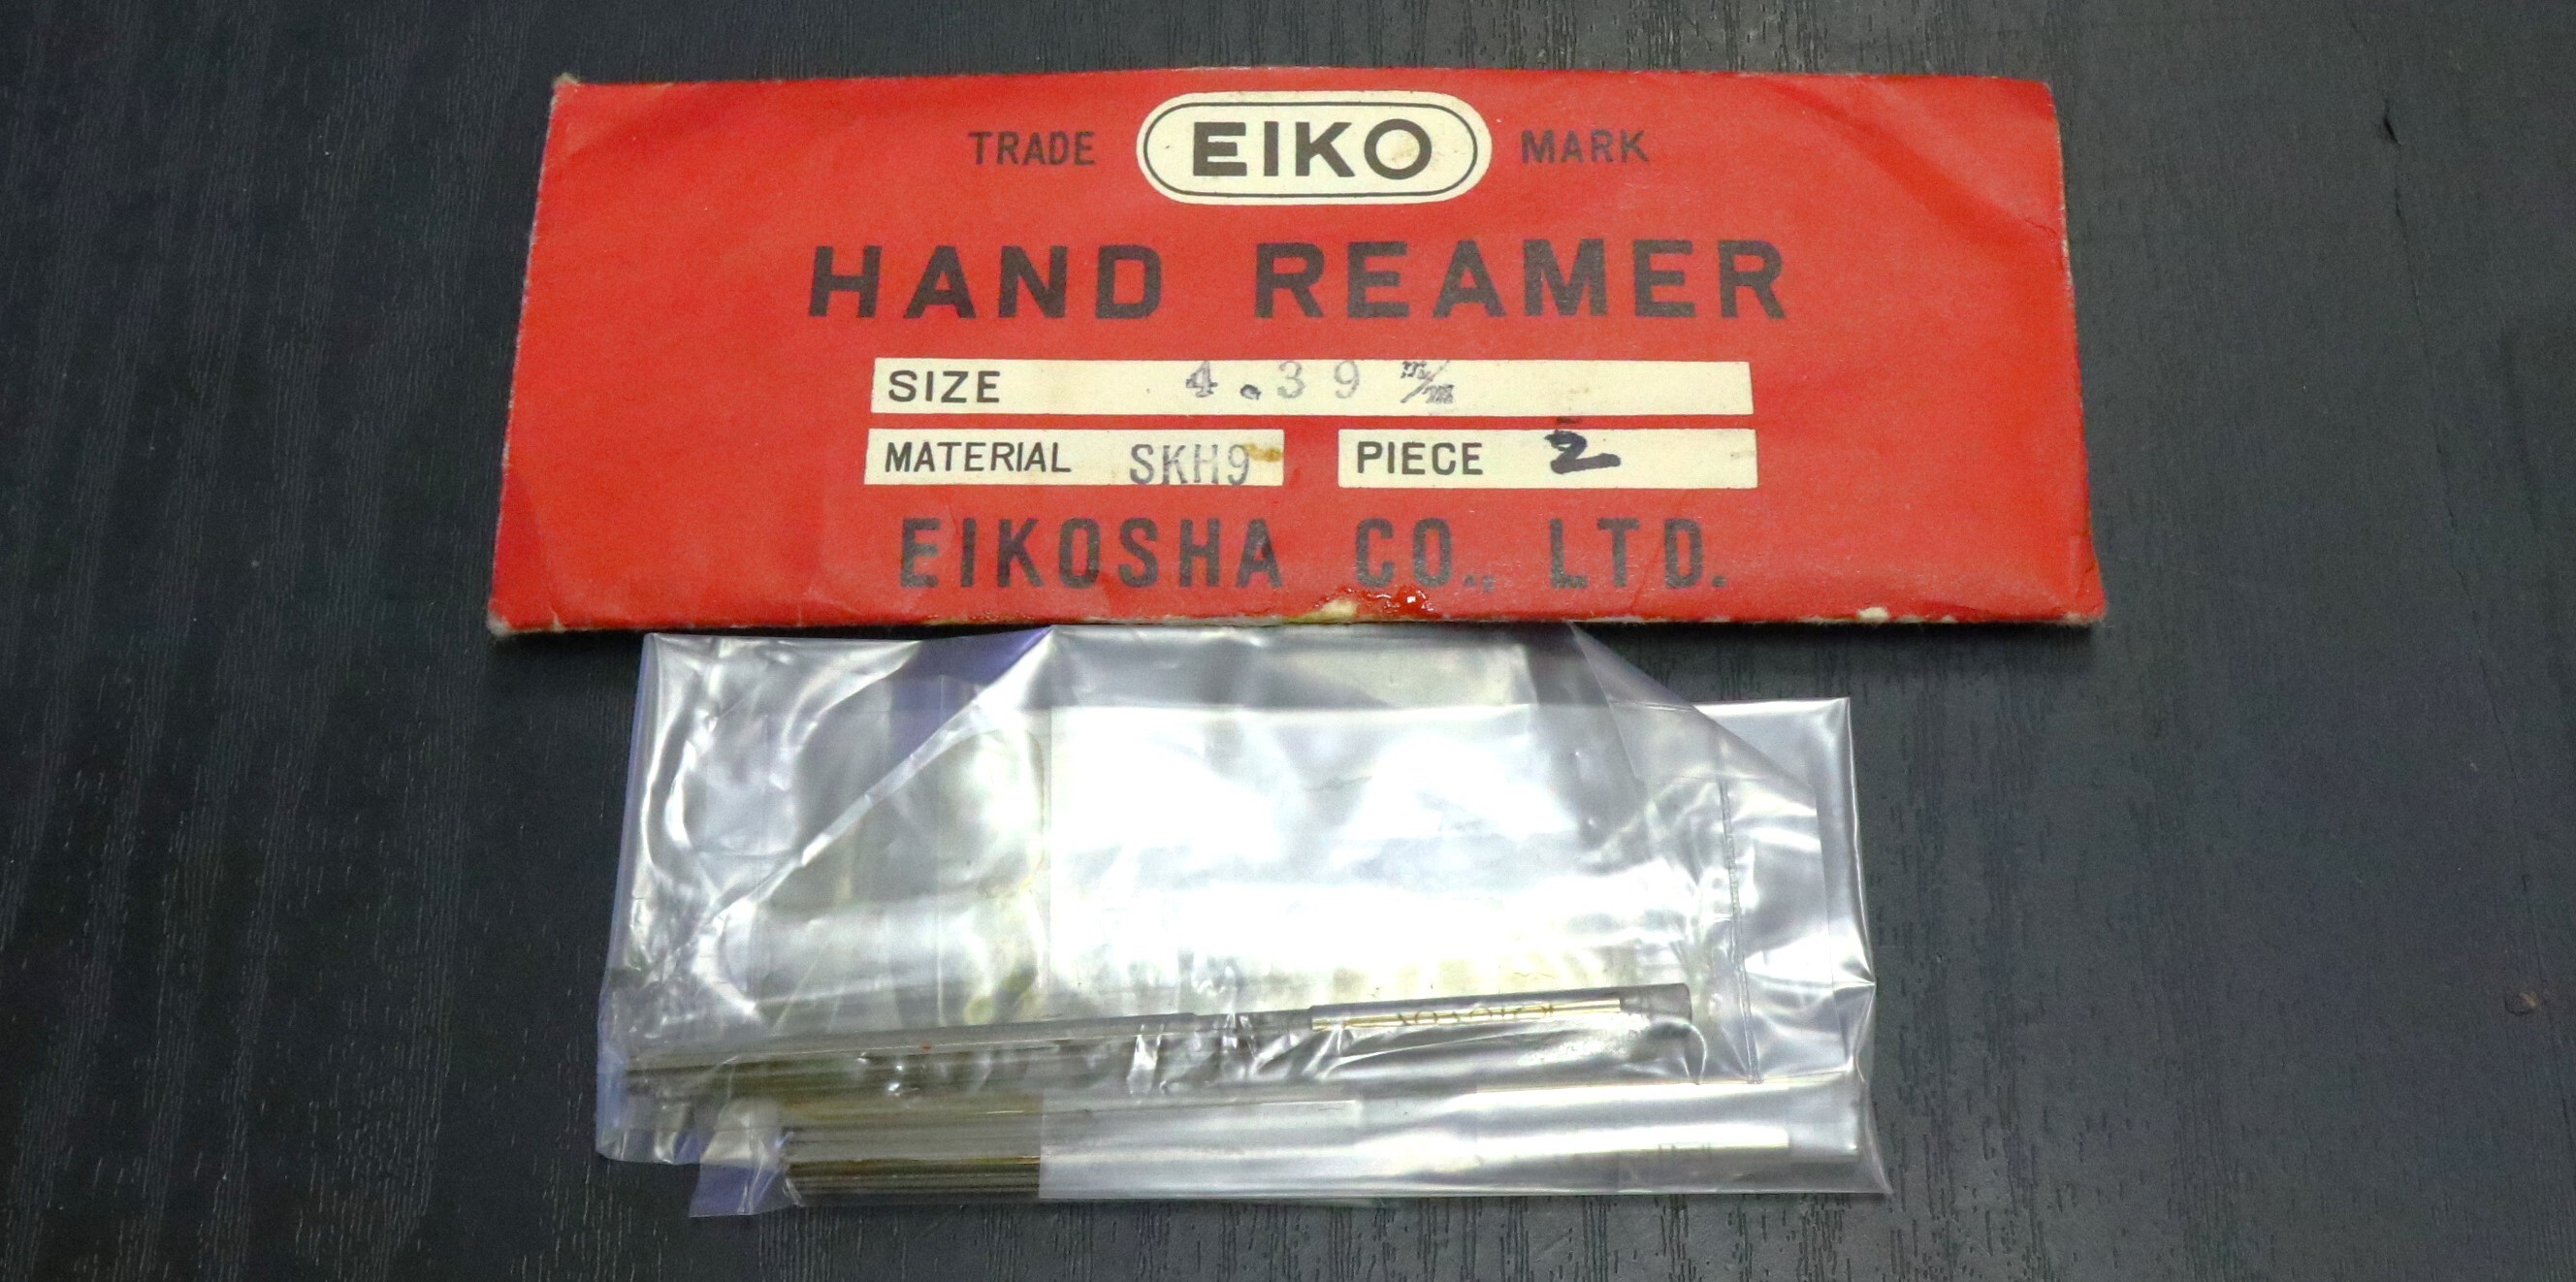 TRADE EIKO MARK
HAND REAMER
SIZE 4.39 m/m
MATERIAL SKH9 PIECE 2
EIKOSHA CO., LTD.